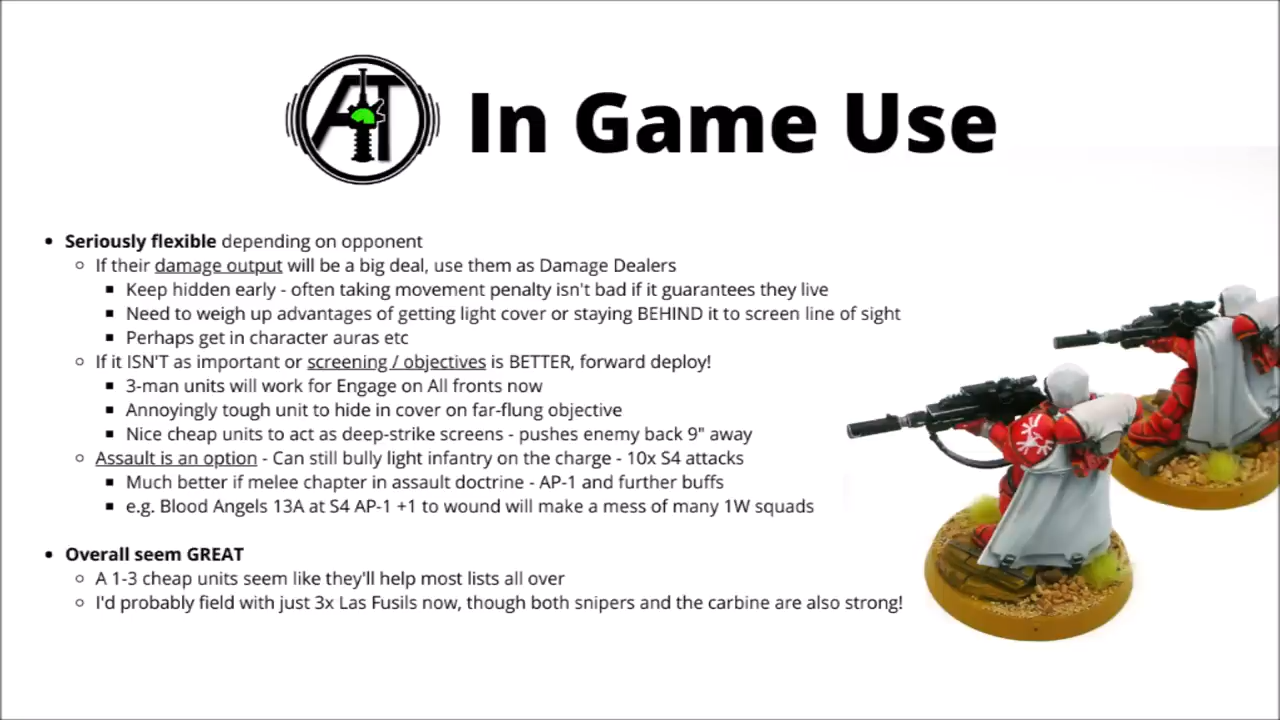 AT
In Game Use
• Seriously flexible depending on opponent
○ If their damage output will be a big deal, use them as Damage Dealers
▪ Keep hidden early - often taking movement penalty isn't bad if it guarantees they live
▪ Need to weigh up advantages of getting light cover or staying BEHIND it to screen line of sight
▪ Perhaps get in character auras etc
○ If it ISN'T as important or screening / objectives is BETTER, forward deploy!
▪ 3-man units will work for Engage on All fronts now
▪ Annoyingly tough unit to hide in cover on far-flung objective
▪ Nice cheap units to act as deep-strike screens - pushes enemy back 9" away
○ Assault is an option - Can still bully light infantry on the charge - 10x S4 attacks
▪ Much better if melee chapter in assault doctrine - AP-1 and further buffs
▪ e.g. Blood Angels 13A at S4 AP-1 +1 to wound will make a mess of many 1W squads
• Overall seem GREAT
○ A 1-3 cheap units seem like they'll help most lists all over
○ I'd probably field with just 3x Las Fusils now, though both snipers and the carbine are also strong!